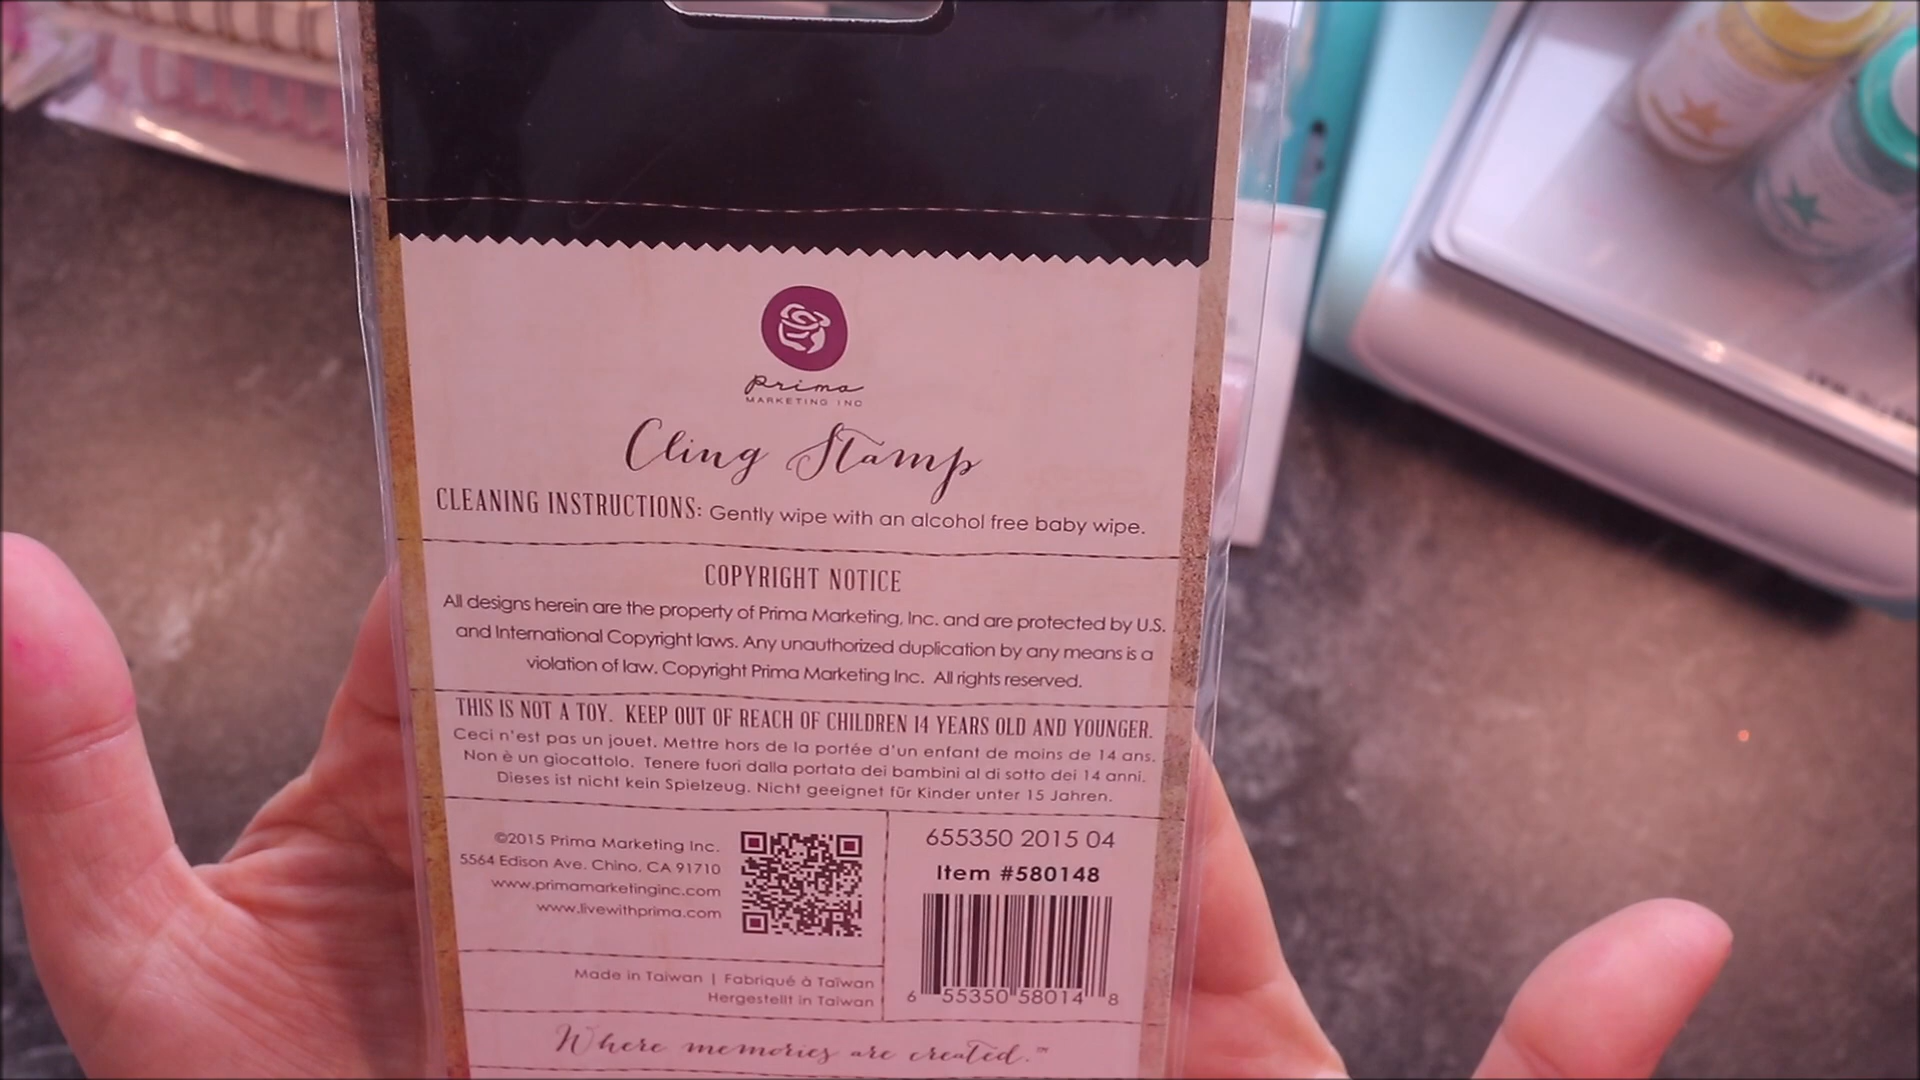 prima
MARKETING INC
Cling Stamp
CLEANING INSTRUCTIONS: Gently wipe with an alcohol free baby wipe.
COPYRIGHT NOTICE
All designs herein are the property of Prima Marketing, Inc. and are protected by U.S.
and International Copyright laws. Any unauthorized duplication by any means is a
violation of law. Copyright Prima Marketing Inc. All rights reserved.
THIS IS NOT A TOY. KEEP OUT OF REACH OF CHILDREN 14 YEARS OLD AND YOUNGER.
Ceci n'est pas un jouet. Mettre hors de la portée d'un enfant de moins de 14 ans.
Non è un giocattolo. Tenere fuori dalla portata dei bambini al di sotto dei 14 anni.
Dieses ist nicht kein Spielzeug. Nicht geeignet für Kinder unter 15 Jahren.
©2015 Prima Marketing Inc.
5564 Edison Ave. Chino, CA 91710
www.primamarketinginc.com
www.livewithprima.com
655350 2015 04
Item #580148
6 55350 58014 8
Made in Taiwan | Fabriqué à Taïwan
Hergestellt in Taiwan
Where memories are created.™